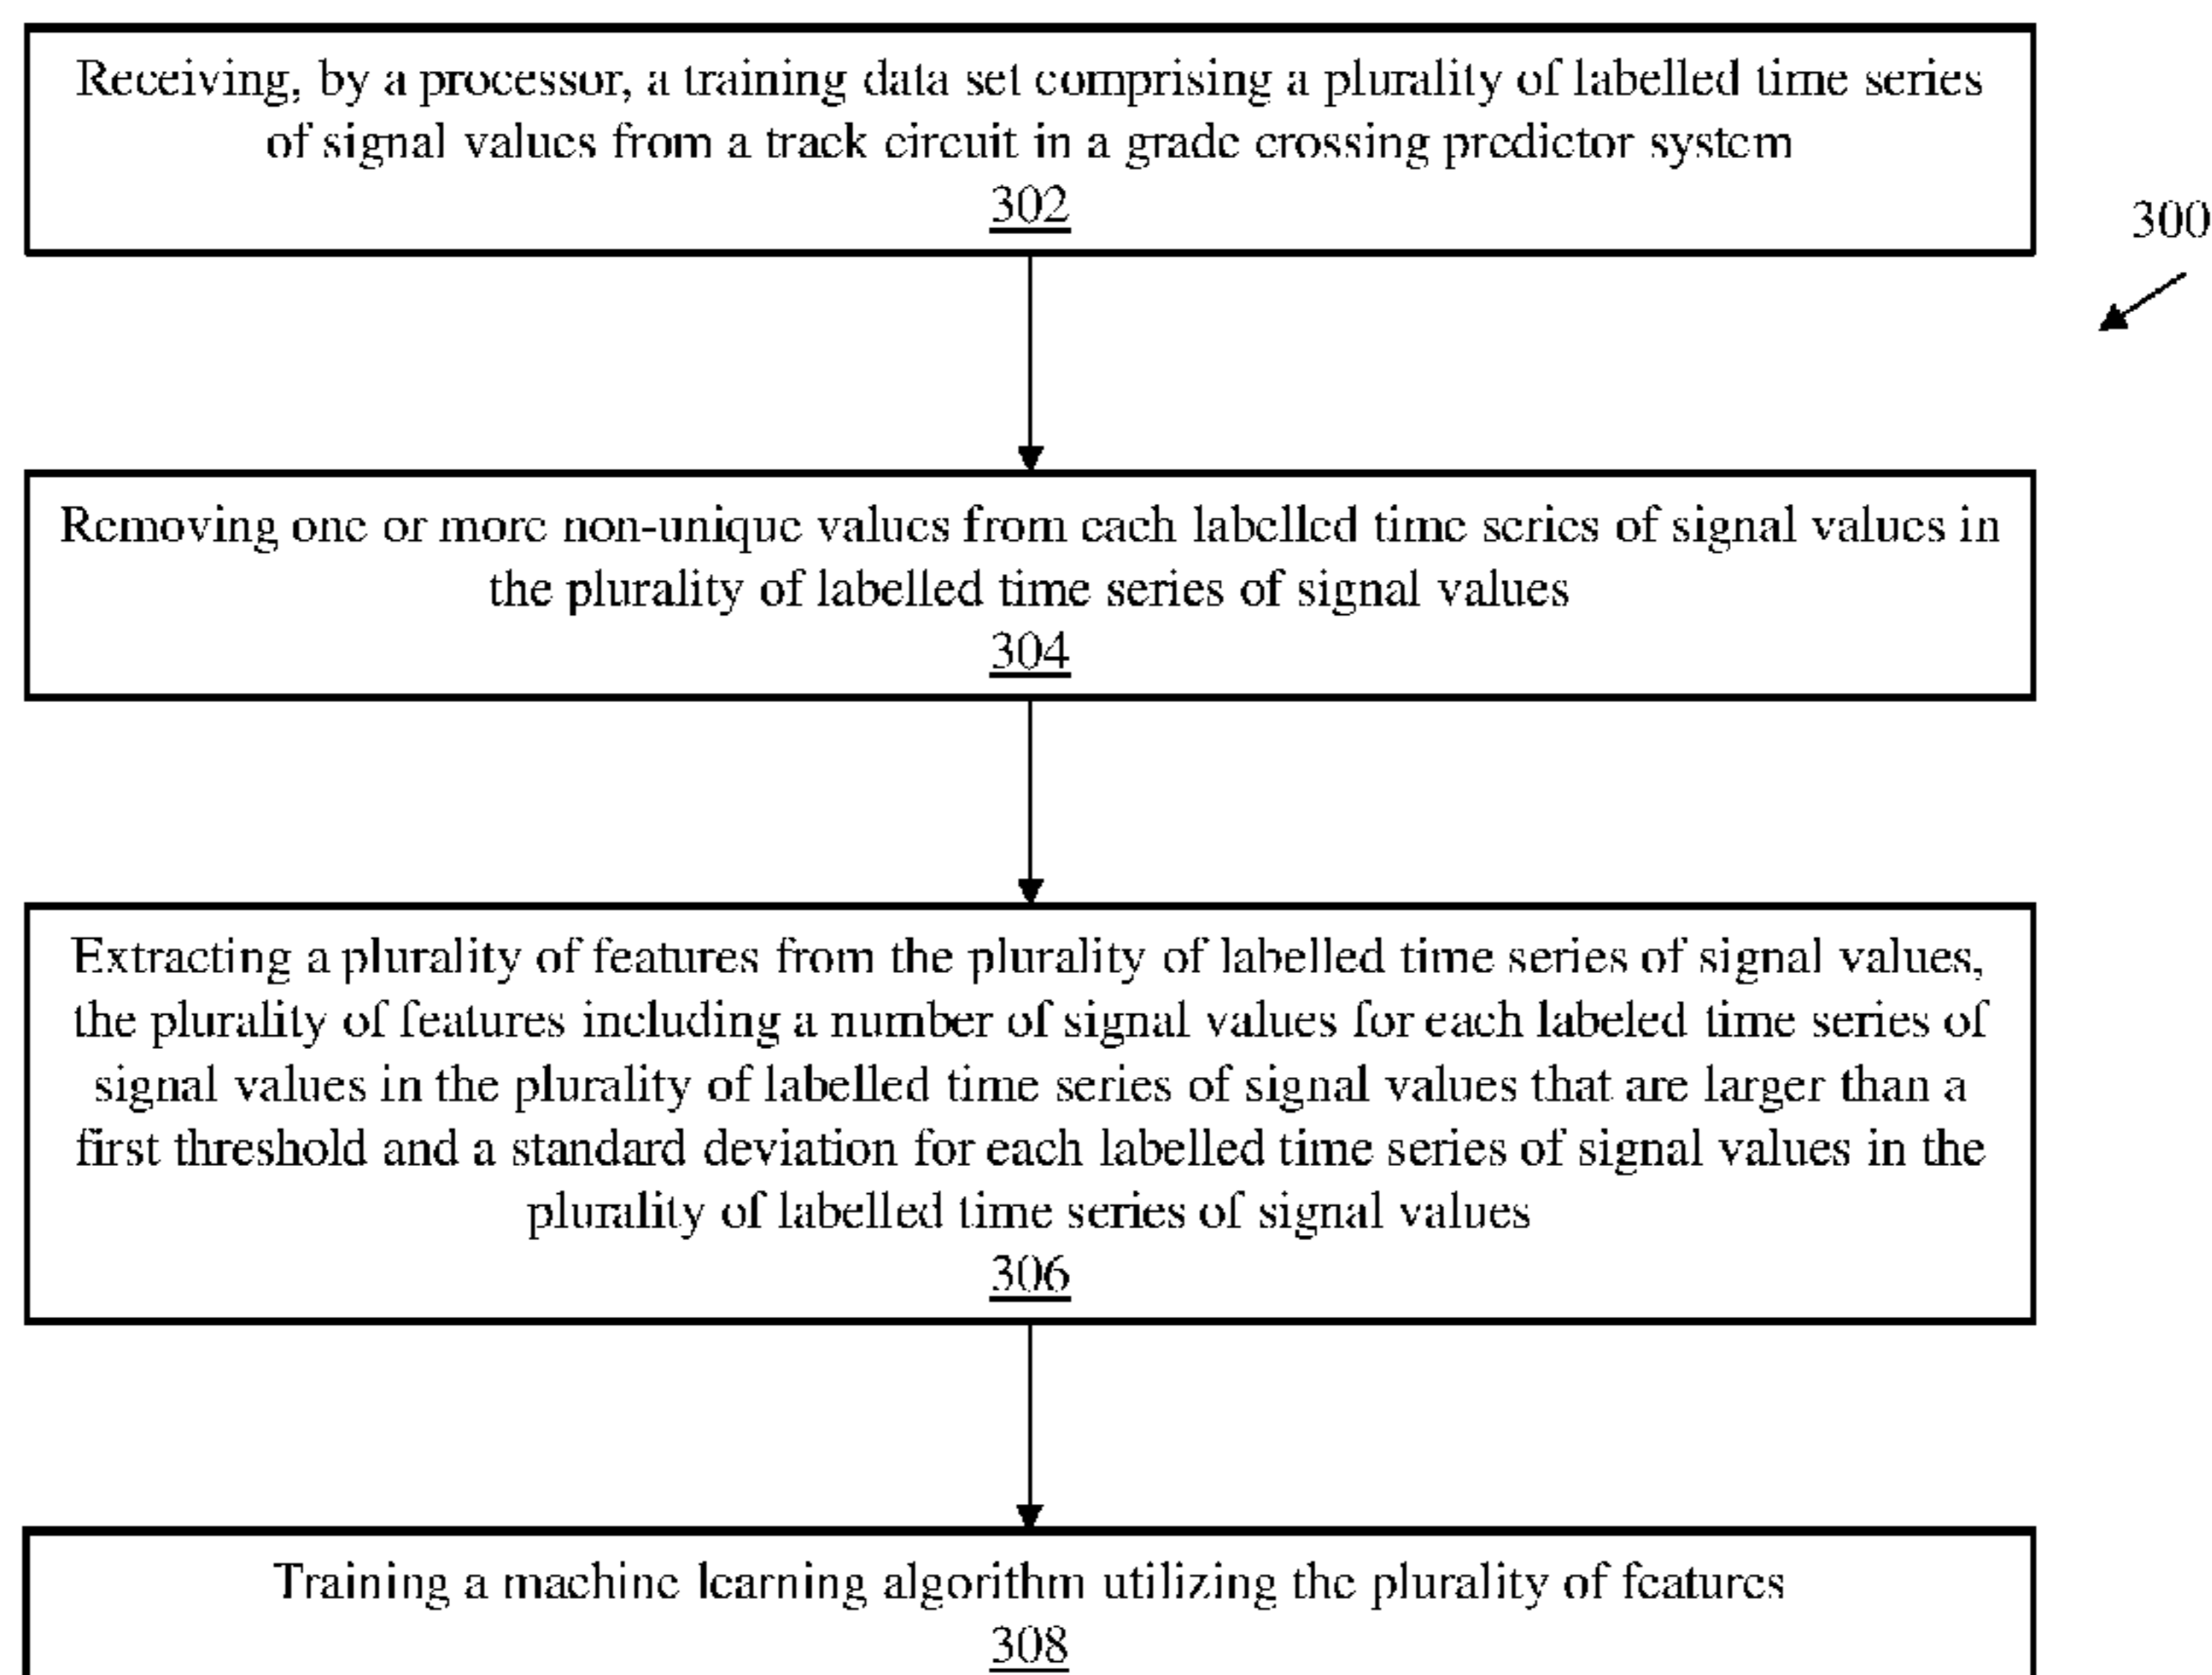 Receiving, by a processor, a training data set comprising a plurality of labelled time series
of signal values from a track circuit in a grade crossing predictor system
302
300
Removing one or more non-unique values from each labelled time series of signal values in
the plurality of labelled time series of signal values
304
Extracting a plurality of features from the plurality of labelled time series of signal values,
the plurality of features including a number of signal values for each labeled time series of
signal values in the plurality of labelled time series of signal values that are larger than a
first threshold and a standard deviation for each labelled time series of signal values in the
plurality of labelled time series of signal values
306
Training a machine learning algorithm utilizing the plurality of features
308